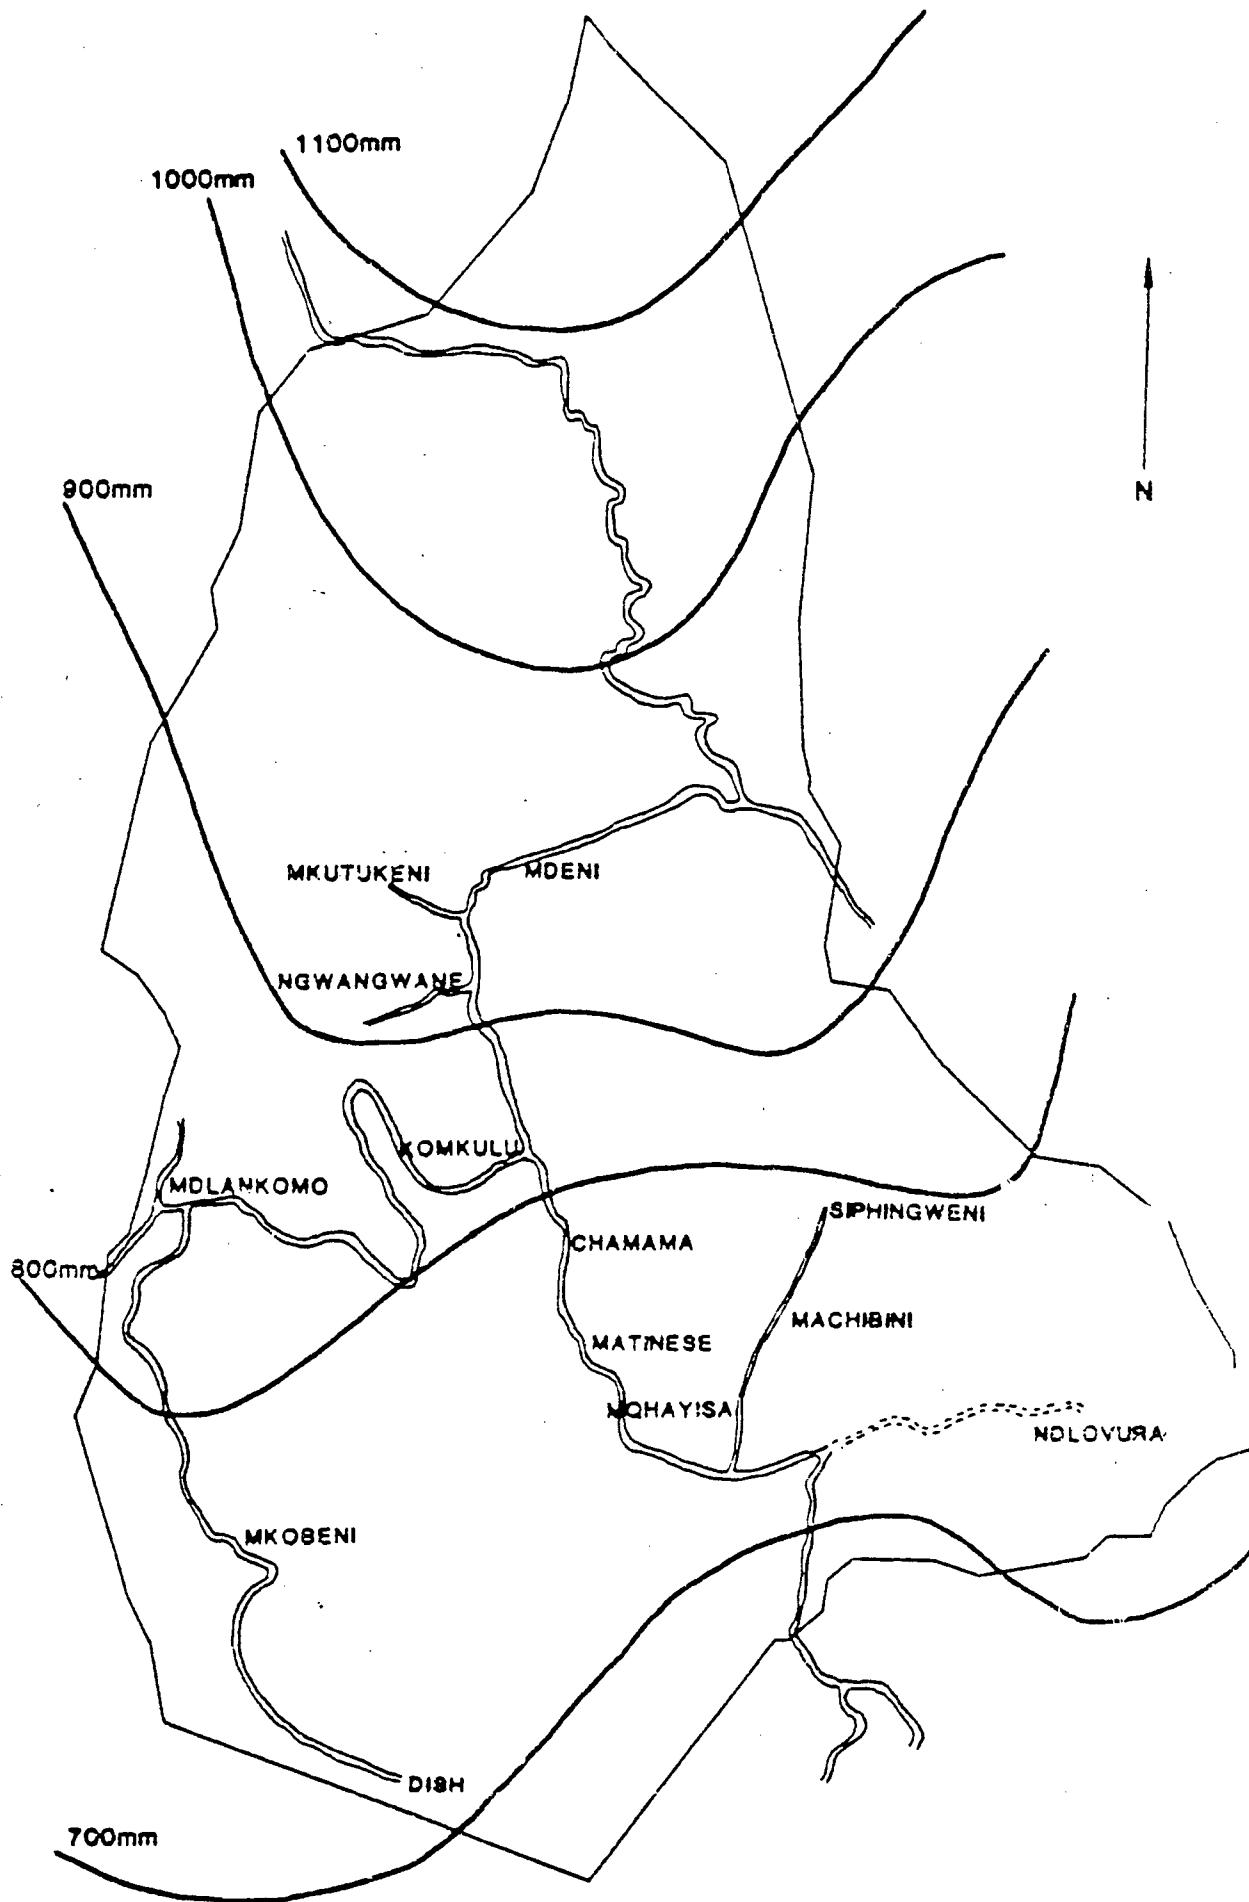 1100mm
1000mm
900mm
N
MKUTUKENI
MDENI
NGWANGWANE
KOMKULU
MDLANKOMO
SIPHINGWENI
CHAMAMA
800mm
MACHIBINI
MATINESE
MQHAYISA
NDLOVURA
MKOBENI
DISH
700mm